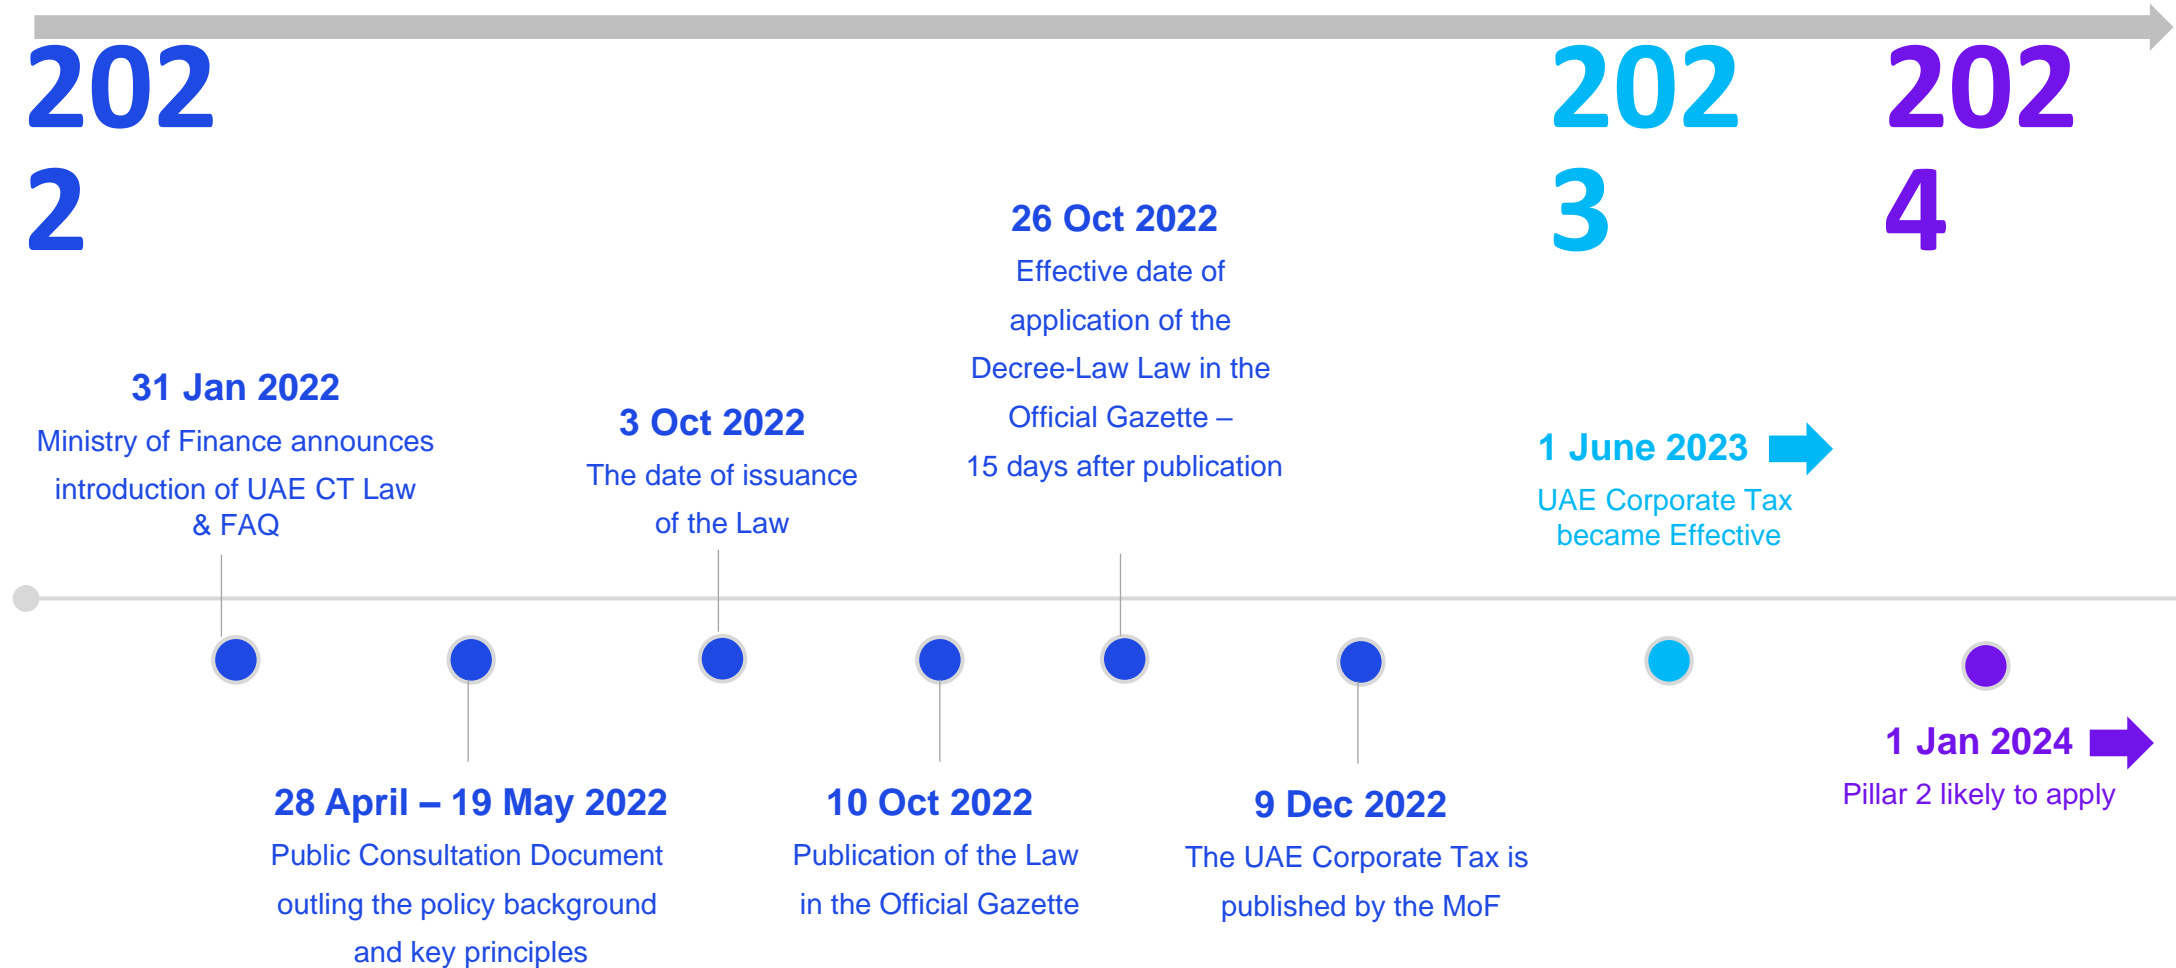 202
2
202
3
202
4
31 Jan 2022
Ministry of Finance announces
introduction of UAE CT Law
& FAQ
28 April – 19 May 2022
Public Consultation Document
outling the policy background
and key principles
3 Oct 2022
The date of issuance
of the Law
10 Oct 2022
Publication of the Law
in the Official Gazette
26 Oct 2022
Effective date of
application of the
Decree-Law Law in the
Official Gazette –
15 days after publication
9 Dec 2022
The UAE Corporate Tax is
published by the MoF
1 June 2023
UAE Corporate Tax
became Effective
1 Jan 2024
Pillar 2 likely to apply